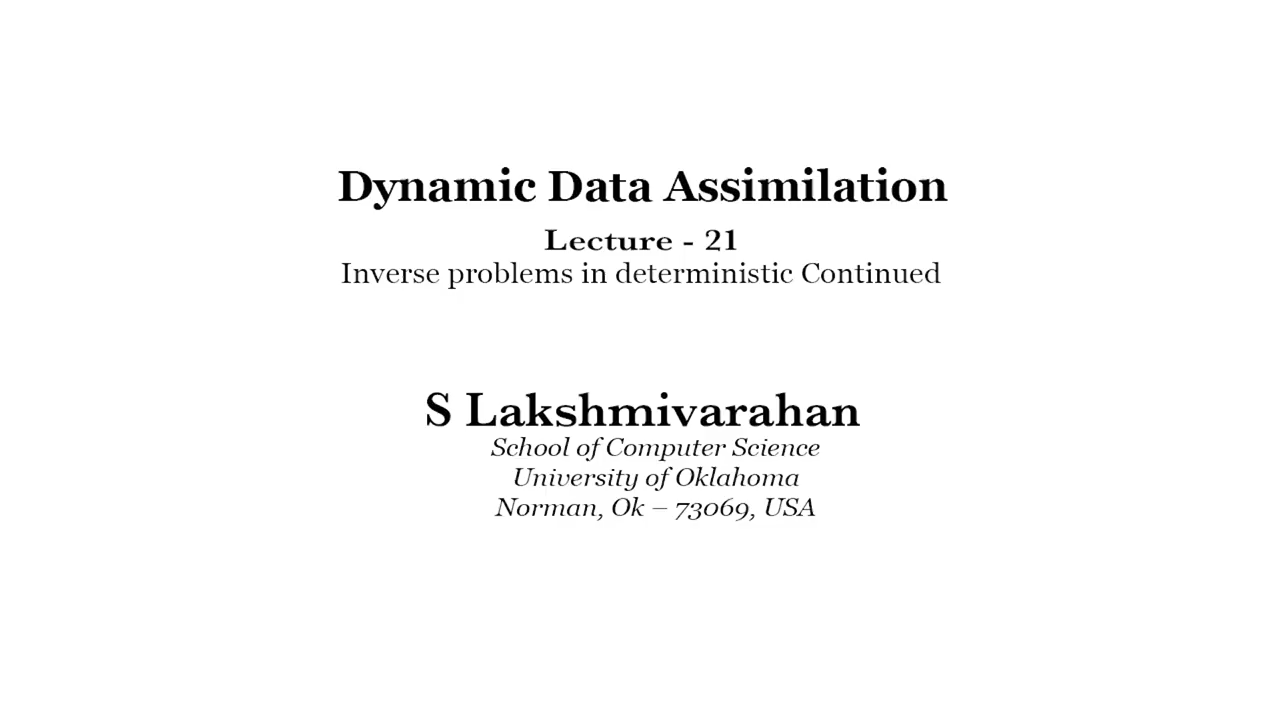 Dynamic Data Assimilation
Lecture - 21
Inverse problems in deterministic Continued
S Lakshmivarahan
School of Computer Science
University of Oklahoma
Norman, Ok – 73069, USA